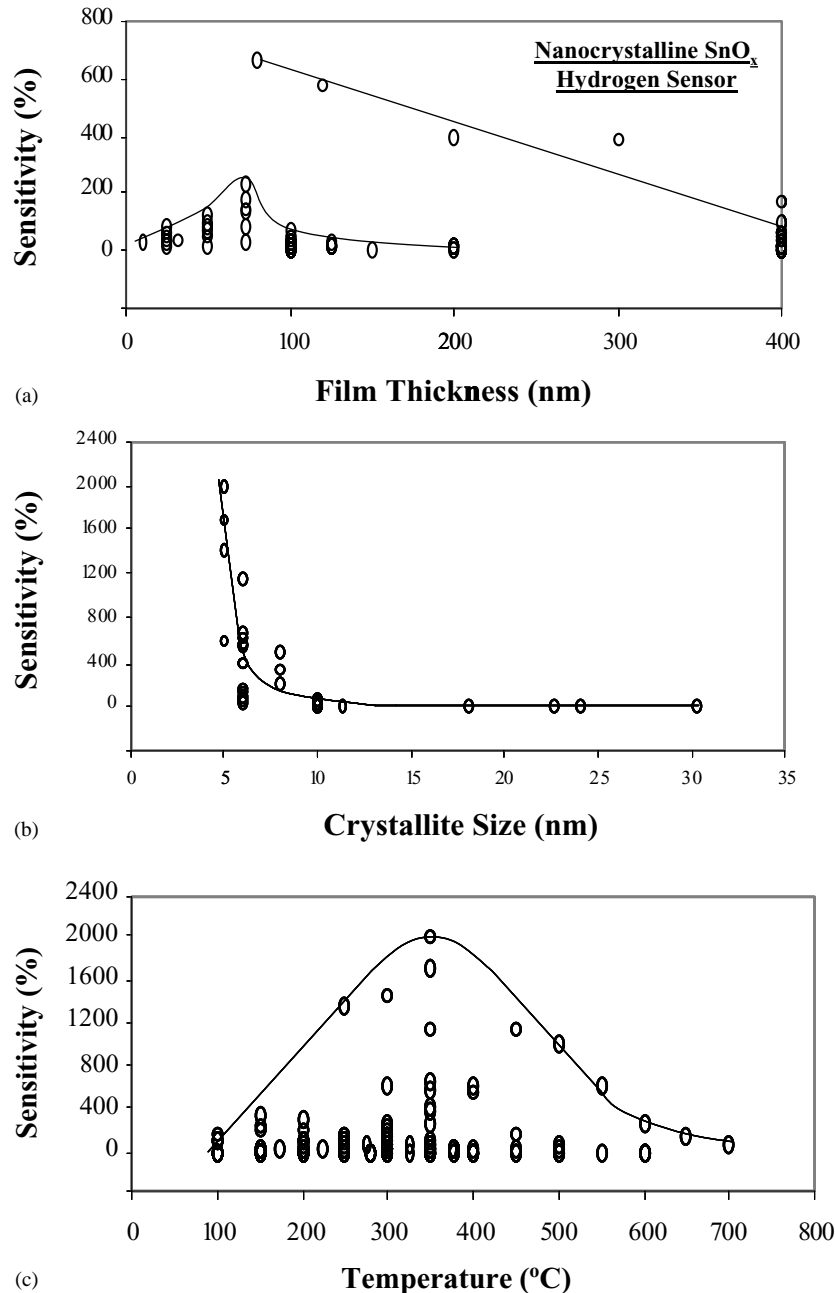 800
600
400
200
0
Sensitivity (%)
Nanocrystalline SnOx
Hydrogen Sensor
0 100 200 300 400
(a)
Film Thickness (nm)
2400
2000
1600
1200
800
400
0
Sensitivity (%)
0 5 10 15 20 25 30 35
(b)
Crystallite Size (nm)
2400
2000
1600
1200
800
400
0
Sensitivity (%)
100 200 300 400 500 600 700 800
(c)
Temperature (ºC)